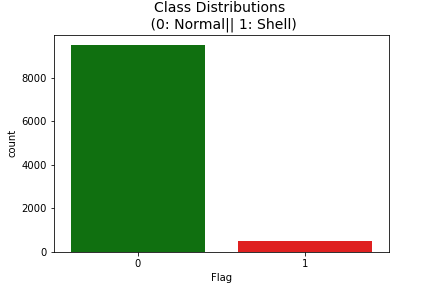 Class Distributions
(0: Normal|| 1: Shell)
8000
6000
4000
2000
0
count
0 1
Flag